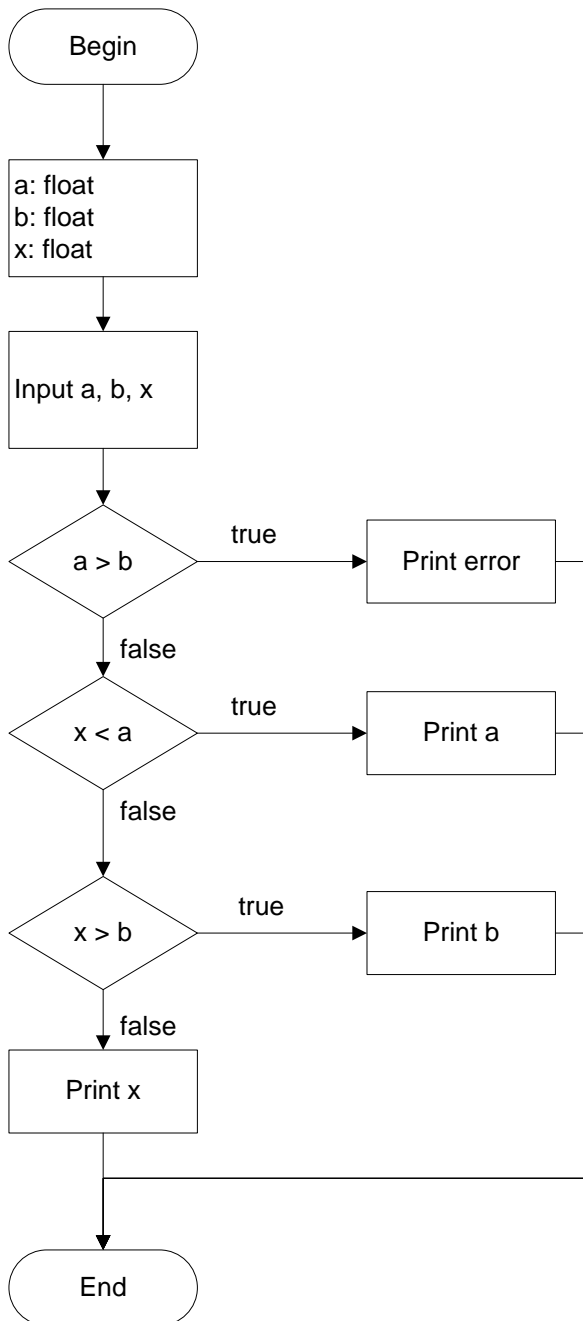 Begin
a: float
b: float
x: float
Input a, b, x
a > b
true
Print error
false
x < a
true
Print a
false
x > b
true
Print b
false
Print x
End